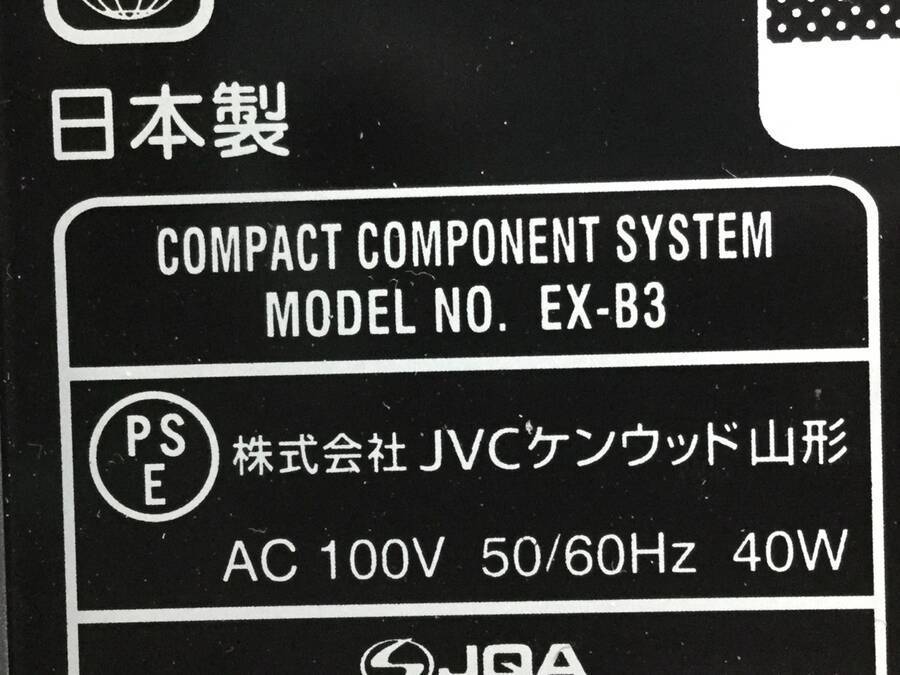 日本製
COMPACT COMPONENT SYSTEM
MODEL NO. EX-B3
PSE 株式会社 JVCケンウッド山形
AC 100V 50/60Hz 40W
JQA